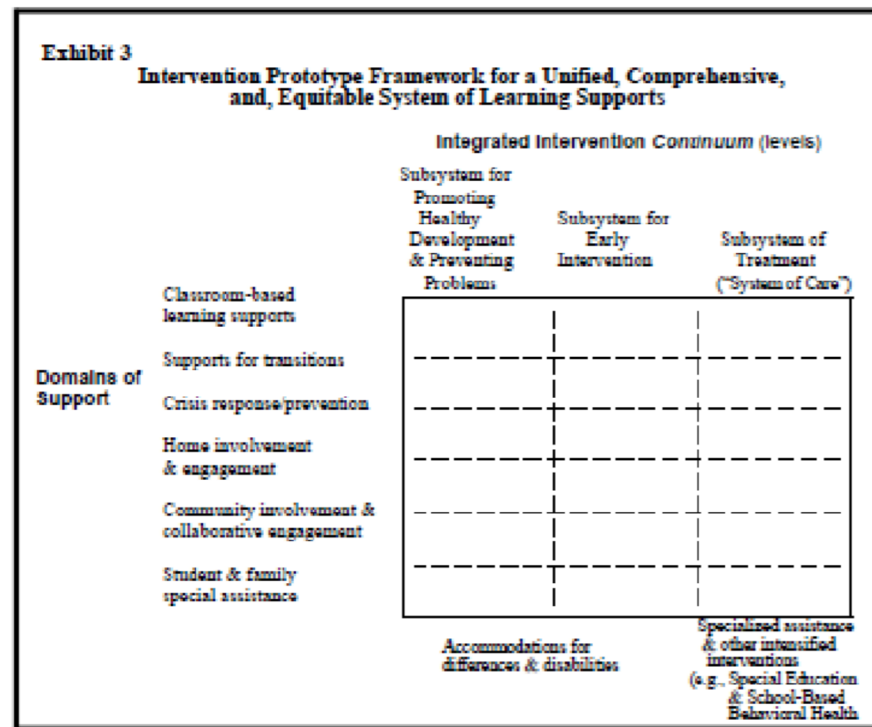 Exhibit 3
Intervention Prototype Framework for a Unified, Comprehensive,
and, Equitable System of Learning Supports
Integrated Intervention Continuum (levels)
Subsystem for
Promoting
Healthy
Development
& Preventing
Problems
Subsystem for
Early
Intervention
Subsystem of
Treatment
("System of Care")
Domains of
Support
Classroom-based
learning supports
Supports for transitions
Crisis response/prevention
Home involvement
& engagement
Community involvement &
collaborative engagement
Student & family
special assistance
Accommodations for
differences & disabilities
Specialized assistance
& other intensified
interventions
(e.g., Special Education
& School-Based
Behavioral Health